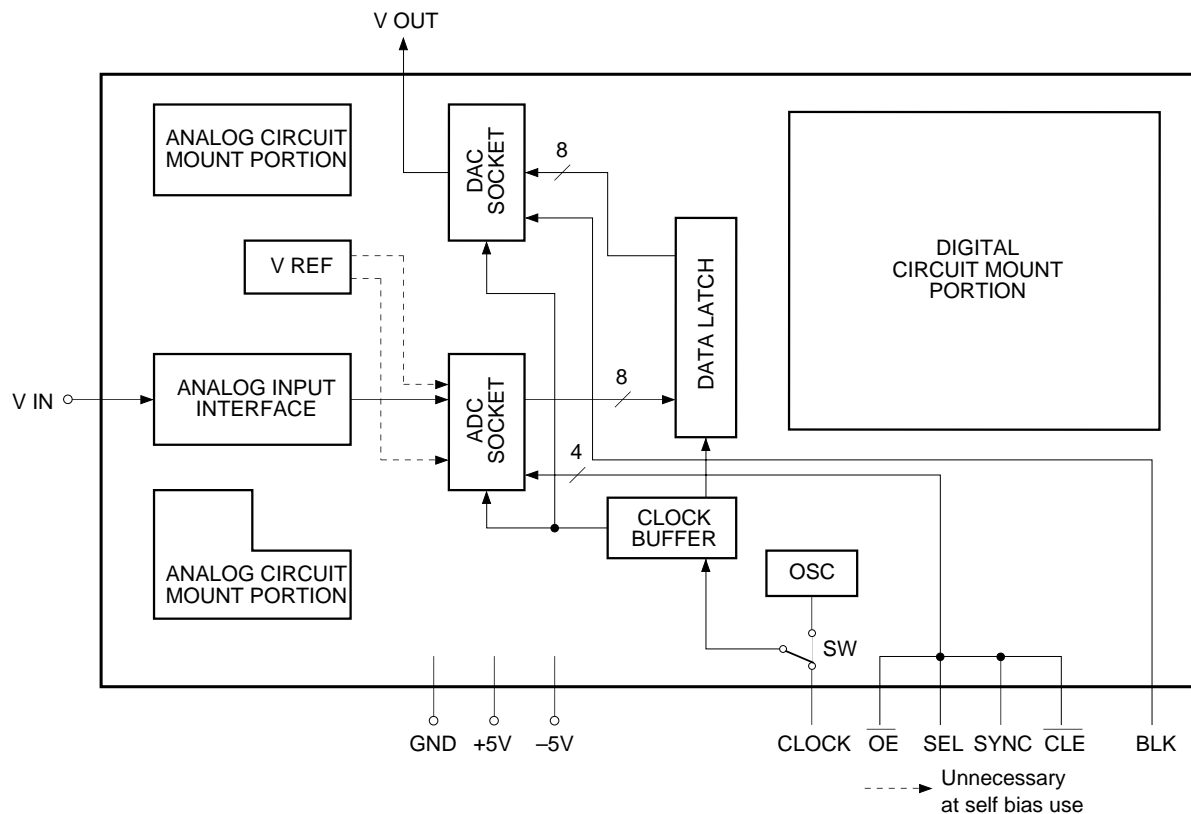 V OUT
ANALOG CIRCUIT
MOUNT PORTION
DAC
SOCKET
8
DIGITAL
CIRCUIT MOUNT
PORTION
V REF
DATA LATCH
V IN
ANALOG INPUT
INTERFACE
ADC
SOCKET
8
4
CLOCK
BUFFER
ANALOG CIRCUIT
MOUNT PORTION
OSC
SW
GND
+5V
–5V
CLOCK
O̅E̅
SEL
SYNC
C̅L̅E̅
BLK
Unnecessary
at self bias use